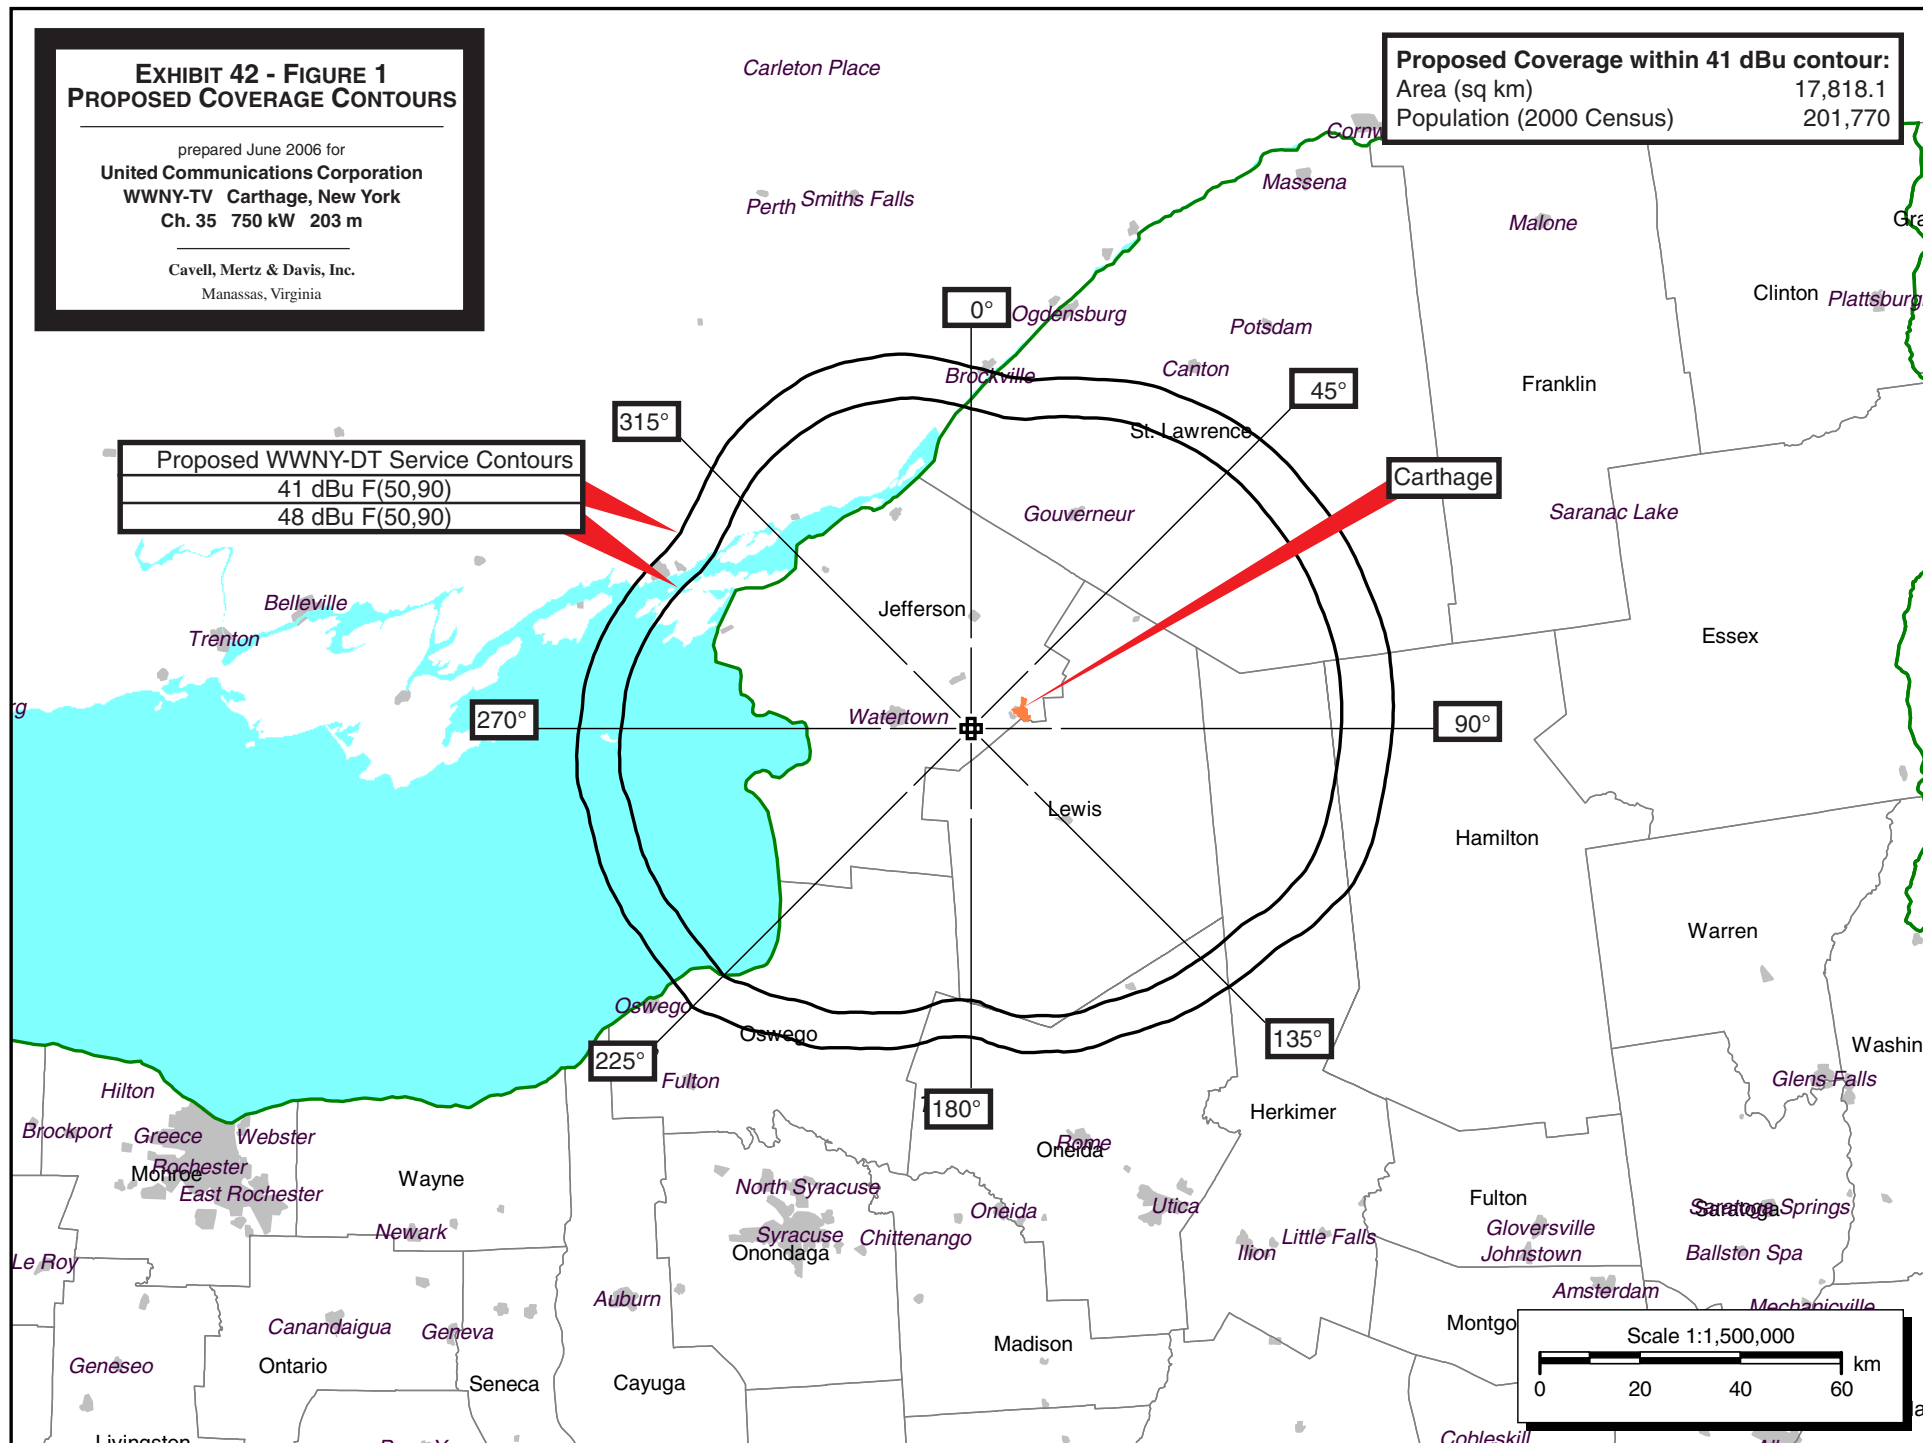 EXHIBIT 42 - FIGURE 1
PROPOSED COVERAGE CONTOURS
prepared June 2006 for
United Communications Corporation
WWNY-TV Carthage, New York
Ch. 35 750 kW 203 m
Cavell, Mertz & Davis, Inc.
Manassas, Virginia
Proposed Coverage within 41 dBu contour:
Area (sq km) 17,818.1
Population (2000 Census) 201,770
Carleton Place
Massena
Perth
Smiths Falls
Malone
Clinton
0°
Ogdensburg
Potsdam
Brockville
Canton
Franklin
45°
315°
St. Lawrence
Proposed WWNY-DT Service Contours
41 dBu F(50,90)
48 dBu F(50,90)
Carthage
Gouverneur
Saranac Lake
Belleville
Jefferson
Trenton
Essex
270°
Watertown
90°
Lewis
Hamilton
Warren
Oswego
Oswego
225°
135°
Fulton
180°
Glens Falls
Hilton
Herkimer
Brockport
Greece
Webster
Rome
Oneida
Rochester
Monroe
Wayne
East Rochester
North Syracuse
Fulton
Saratoga Springs
Saratoga
Oneida
Utica
Newark
Syracuse
Chittenango
Onondaga
Ilion
Little Falls
Gloversville
Johnstown
Ballston Spa
Le Roy
Auburn
Amsterdam
Mechanicville
Canandaigua
Geneva
Montgo
Madison
Geneseo
Ontario
Seneca
Cayuga
Scale 1:1,500,000
km
0 20 40 60
Livingston
Cobleskill